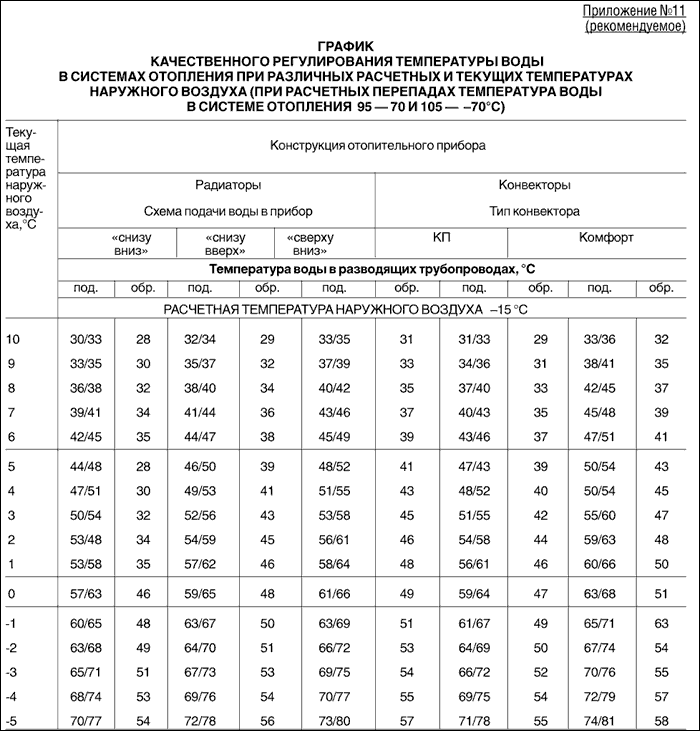 Приложение №11
(рекомендуемое)
ГРАФИК
КАЧЕСТВЕННОГО РЕГУЛИРОВАНИЯ ТЕМПЕРАТУРЫ ВОДЫ
В СИСТЕМАХ ОТОПЛЕНИЯ ПРИ РАЗЛИЧНЫХ РАСЧЕТНЫХ И ТЕКУЩИХ ТЕМПЕРАТУРАХ
НАРУЖНОГО ВОЗДУХА (ПРИ РАСЧЕТНЫХ ПЕРЕПАДАХ ТЕМПЕРАТУРА ВОДЫ
В СИСТЕМЕ ОТОПЛЕНИЯ 95 — 70 И 105 — –70°С)
Теку-
щая
темпе-
ратура
наруж-
ного
возду-
ха,°С
Конструкция отопительного прибора
Радиаторы Конвекторы
Схема подачи воды в прибор Тип конвектора
«снизу вниз» «снизу вверх» «сверху вниз» КП Комфорт
Температура воды в разводящих трубопроводах, °С
под. обр. под. обр. под. обр. под. обр. под. обр.
РАСЧЕТНАЯ ТЕМПЕРАТУРА НАРУЖНОГО ВОЗДУХА –15 °С
10 30/33 28 32/34 29 33/35 31 31/33 29 33/36 32
9 33/35 30 35/37 32 37/39 33 34/36 31 38/41 35
8 36/38 32 38/40 34 40/42 35 37/40 33 42/45 37
7 39/41 34 41/44 36 43/46 37 40/43 35 45/48 39
6 42/45 35 44/47 38 45/49 39 43/46 37 47/51 41
5 44/48 28 46/50 39 48/52 41 47/43 39 50/54 43
4 47/51 30 49/53 41 51/55 43 48/52 40 50/54 45
3 50/54 32 52/56 43 53/58 45 51/55 42 55/60 47
2 53/48 34 54/59 45 56/61 46 54/58 44 59/63 48
1 53/58 35 57/62 46 58/64 48 56/61 46 60/66 50
0 57/63 46 59/65 48 61/66 49 59/64 47 63/68 51
-1 60/65 48 63/67 50 63/69 51 61/67 49 65/71 63
-2 63/68 49 64/70 51 66/72 53 64/69 50 67/74 54
-3 65/71 51 67/73 53 69/75 54 66/72 52 70/76 55
-4 68/74 53 69/76 54 70/77 55 69/75 54 72/79 57
-5 70/77 54 72/78 56 73/80 57 71/78 55 74/81 58